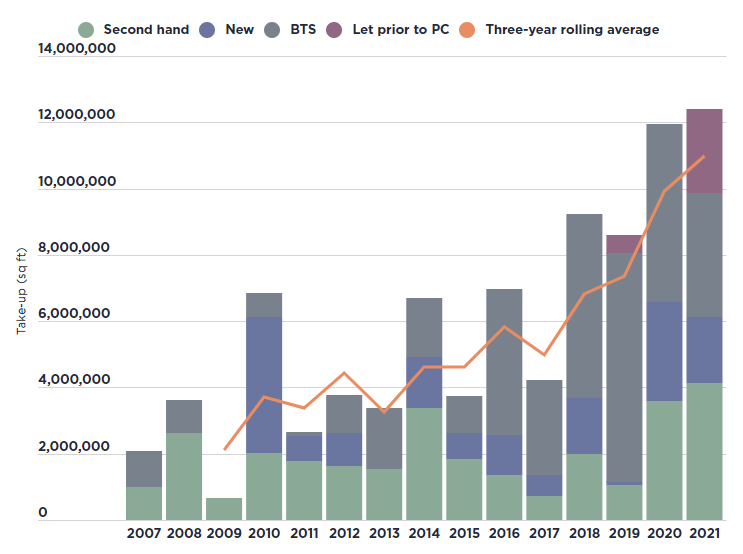 Second hand New BTS Let prior to PC Three-year rolling average
14,000,000
12,000,000
10,000,000
8,000,000
6,000,000
4,000,000
2,000,000
0
Take-up (sq ft)
2007 2008 2009 2010 2011 2012 2013 2014 2015 2016 2017 2018 2019 2020 2021